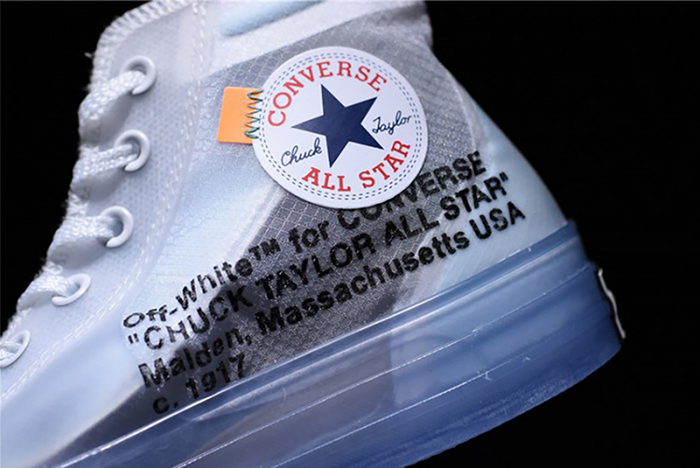 CONVERSE
Chuck Taylor
ALL STAR
Off-White™ for CONVERSE
"CHUCK TAYLOR ALL STAR"
Malden, Massachusetts USA
c. 1917